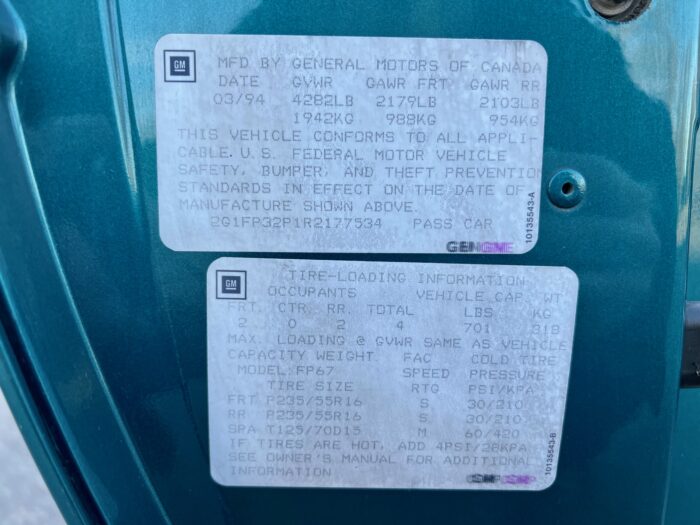 GM
MFD BY GENERAL MOTORS OF CANADA
DATE GVWR GAWR FRT GAWR RR
03/94 4282LB 2179LB 2103LB
1942KG 988KG 954KG
THIS VEHICLE CONFORMS TO ALL APPLI-
CABLE U.S. FEDERAL MOTOR VEHICLE
SAFETY, BUMPER, AND THEFT PREVENTION
STANDARDS IN EFFECT ON THE DATE OF
MANUFACTURE SHOWN ABOVE.
2G1FP32P1R2177534 PASS CAR
10135543-A
GM
TIRE-LOADING INFORMATION
OCCUPANTS VEHICLE CAP. WT
FRT. CTR. RR. TOTAL LBS KG
2 0 2 4 701 318
MAX. LOADING @ GVWR SAME AS VEHICLE
CAPACITY WEIGHT. FAC COLD TIRE
MODEL:FP67 SPEED PRESSURE
TIRE SIZE RTG PSI/KPA
FRT P235/55R16 S 30/210
RR P235/55R16 S 30/210
SPA T125/70D15 M 60/420
IF TIRES ARE HOT, ADD 4PSI/28KPA
SEE OWNER'S MANUAL FOR ADDITIONAL
INFORMATION
10135543-B